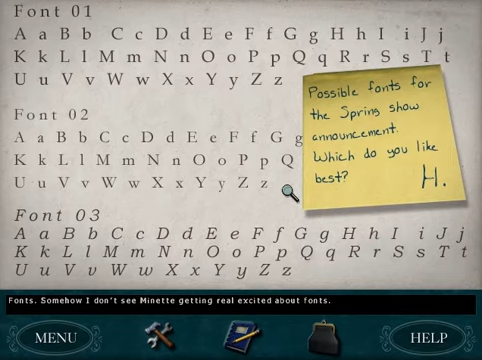 Font 01
A a B b C c D d E e F f G g H h I i J j
K k L l M m N n O o P p Q q R r S s T t
U u V v W w X x Y y Z z
Font 02
A a B b C c D d E e F f G g
K k L l M m N n O o P p Q
U u V v W w X x Y y Z z
Possible fonts for
the Spring show
announcement.
Which do you like
best?
H.
Font 03
A a B b C c D d E e F f G g H h I i J j
K k L l M m N n O o P p Q q R r S s T t
U u V v W w X x Y y Z z
Fonts. Somehow I don't see Minette getting real excited about fonts.
MENU
HELP